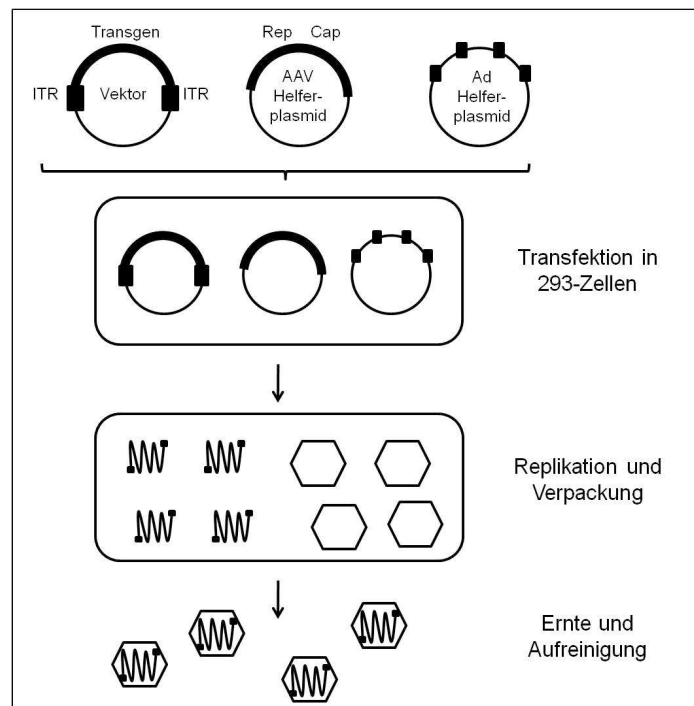 Transgen
Rep Cap
ITR Vektor ITR
AAV
Helfer-
plasmid
Ad
Helfer-
plasmid
Transfektion in
293-Zellen
Replikation und
Verpackung
Ernte und
Aufreinigung